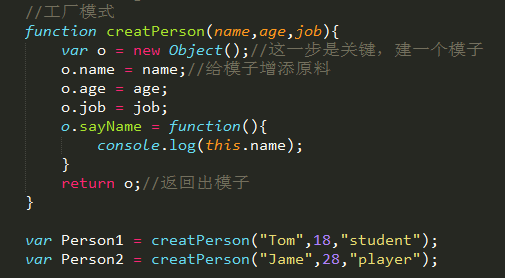 //工厂模式
function creatPerson(name,age,job){
    var o = new Object();//这一步是关键，建一个模子
    o.name = name;//给模子增添原料
    o.age = age;
    o.job = job;
    o.sayName = function(){
        console.log(this.name);
    }
    return o;//返回出模子
}
var Person1 = creatPerson("Tom",18,"student");
var Person2 = creatPerson("Jame",28,"player");